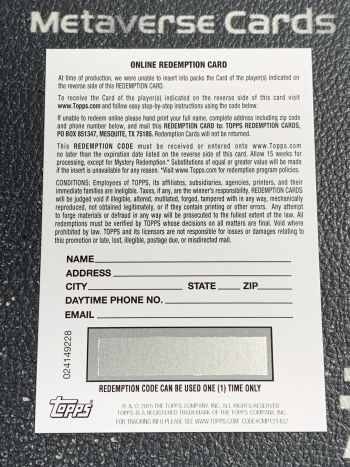 Metaverse Cards
ONLINE REDEMPTION CARD
At time of production, we were unable to insert into packs the Card of the player(s) indicated on
the reverse side of this REDEMPTION CARD.
To receive the Card of the player(s) indicated on the reverse side of this card visit
www.Topps.com and follow easy step-by-step instructions using the code below.
If unable to redeem online please hand print your full name, complete address including zip code
and phone number below, and mail this REDEMPTION CARD to: TOPPS REDEMPTION CARDS,
PO BOX 851347, MESQUITE, TX 75185. Redemption Cards will not be returned.
This REDEMPTION CODE must be received or entered onto www.Topps.com
no later than the expiration date listed on the reverse side of this card. Allow 15 weeks for
processing, except for Mystery Redemption.* Substitutions of equal or greater value will be made
if the insert is unavailable for any reason. *Visit www.Topps.com for redemption program policies.
CONDITIONS: Employees of TOPPS, its affiliates, subsidiaries, agencies, printers, and their
immediate families are ineligible. Taxes, if any, are the winner's responsibility. REDEMPTION CARDS
will be judged void if illegible, altered, mutilated, forged, tampered with in any way, mechanically
reproduced, not obtained legitimately, or if they contain printing or other errors. Any attempt
to forge materials or defraud in any way will be prosecuted to the fullest extent of the law. All
redemptions must be verified by TOPPS whose decisions on all matters are final. Void where
prohibited by law. TOPPS and its licensors are not responsible for losses or damages relating to
this promotion or late, lost, illegible, postage due, or misdirected mail.
NAME
ADDRESS
CITY STATE ZIP
DAYTIME PHONE NO.
EMAIL
024149228
REDEMPTION CODE CAN BE USED ONE (1) TIME ONLY
topps
® & © 2025 THE TOPPS COMPANY, INC. ALL RIGHTS RESERVED.
TOPPS IS A REGISTERED TRADEMARK OF THE TOPPS COMPANY, INC.
FOR TRACKING INFO PLEASE SEE WWW.TOPPS.COM CODE#CMP121452